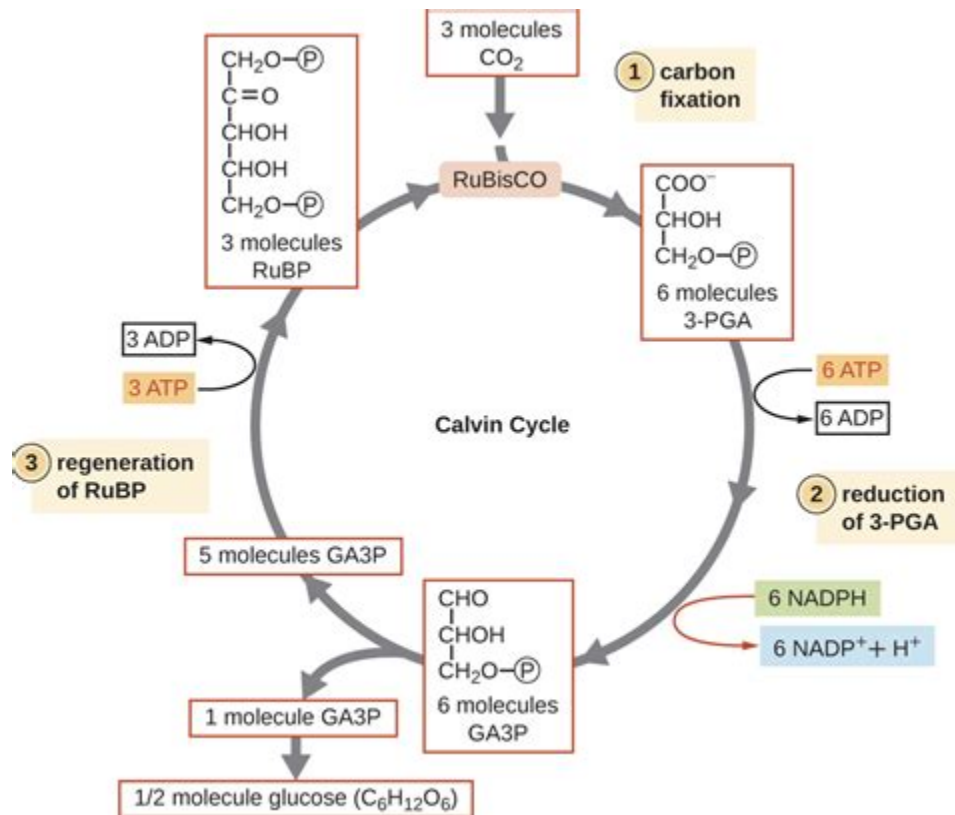 3 molecules
CO₂
1 carbon
fixation
CH₂O—P
C=O
CHOH
CHOH
CH₂O—P
3 molecules
RuBP
RuBisCO
COO⁻
CHOH
CH₂O—P
6 molecules
3-PGA
6 ATP
6 ADP
2 reduction
of 3-PGA
6 NADPH
6 NADP⁺ + H⁺
CHO
CHOH
CH₂O—P
6 molecules
GA3P
1 molecule GA3P
1/2 molecule glucose (C₆H₁₂O₆)
5 molecules GA3P
3 regeneration
of RuBP
3 ADP
3 ATP
Calvin Cycle